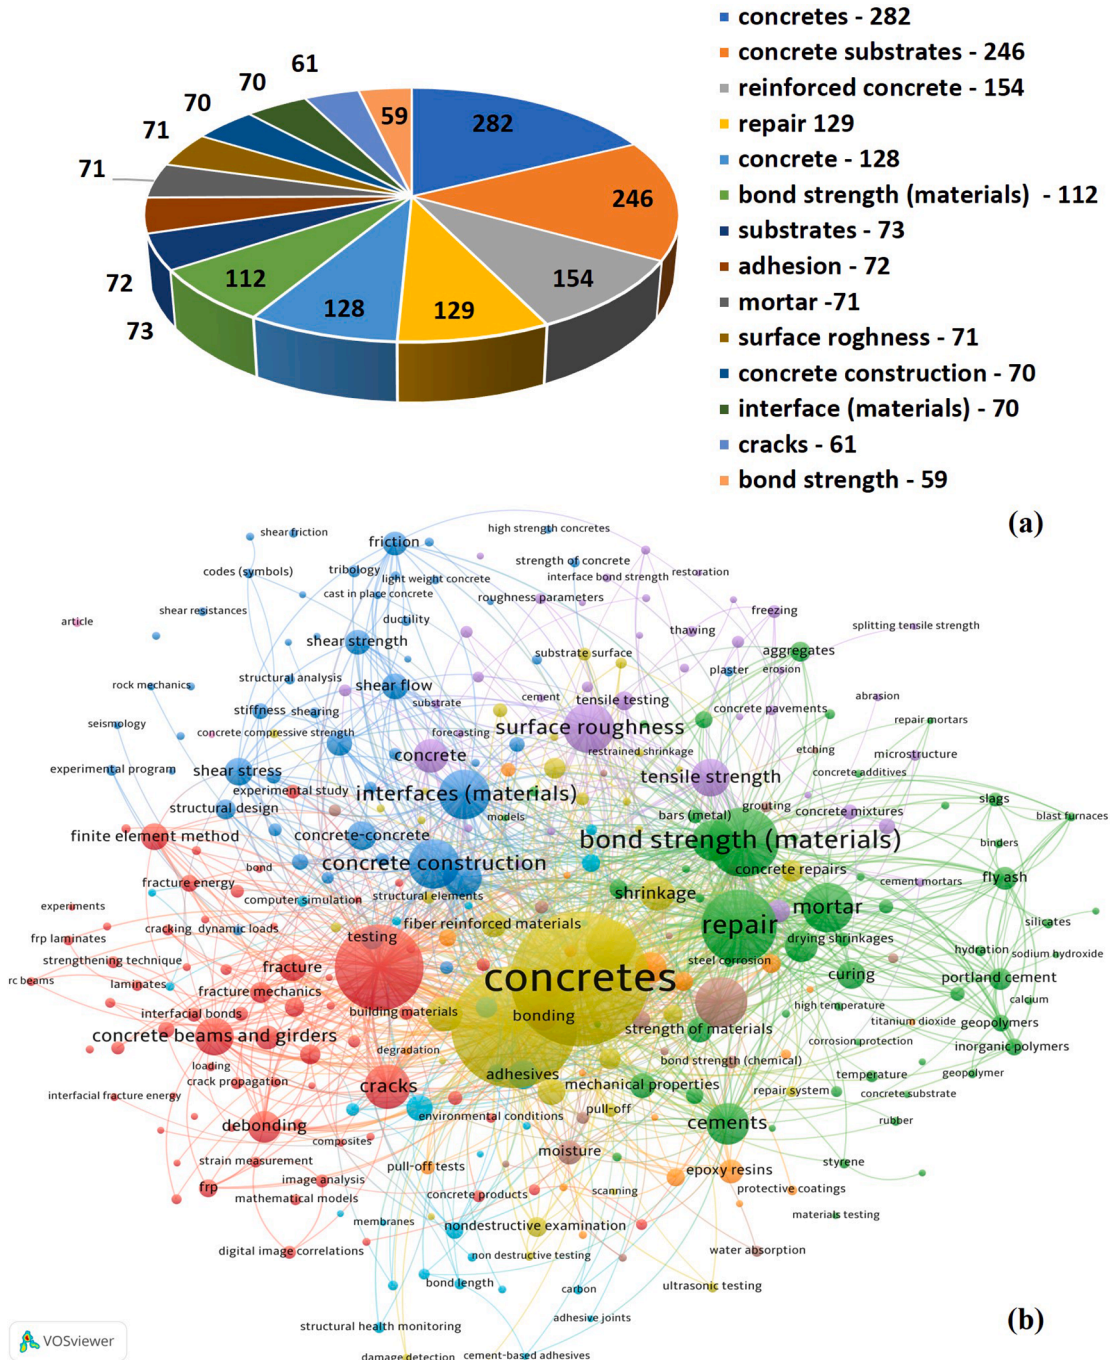 concretes - 282
concrete substrates - 246
reinforced concrete - 154
repair 129
concrete - 128
bond strength (materials) - 112
substrates - 73
adhesion - 72
mortar -71
surface roghness - 71
concrete construction - 70
interface (materials) - 70
cracks - 61
bond strength - 59
61
70
70
71
71
72
73
59
282
246
154
129
128
112
(a)
high strength concretes
shear friction
friction
strength of concrete
codes (symbols)
tribology
light weight concrete
interface bond strength
restoration
cast in place concrete
roughness parameters
shear resistances
freezing
article
ductility
thawing
splitting tensile strength
shear strength
substrate surface
aggregates
structural analysis
plaster
erosion
rock mechanics
shear flow
substrate
cement
tensile testing
abrasion
stiffness
shearing
concrete pavements
seismology
concrete compressive strength
forecasting
surface roughness
repair mortars
concrete
restrained shrinkage
etching
microstructure
experimental program
shear stress
tensile strength
concrete additives
experimental study
interfaces (materials)
slags
structural design
models
bars (metal)
grouting
concrete mixtures
blast furnaces
finite element method
concrete-concrete
bond strength (materials)
binders
bond
concrete construction
concrete repairs
fracture energy
cement mortars
fly ash
computer simulation
structural elements
shrinkage
experiments
mortar
cracking
dynamic loads
fiber reinforced materials
repair
silicates
frp laminates
testing
drying shrinkages
hydration
sodium hydroxide
strengthening technique
fracture
steel corrosion
rc beams
laminates
fracture mechanics
concretes
curing
portland cement
interfacial bonds
building materials
bonding
high temperature
calcium
concrete beams and girders
strength of materials
titanium dioxide
geopolymers
degradation
corrosion protection
inorganic polymers
loading
bond strength (chemical)
crack propagation
adhesives
mechanical properties
temperature
geopolymer
interfacial fracture energy
cracks
repair system
concrete substrate
environmental conditions
pull-off
debonding
cements
rubber
composites
moisture
strain measurement
pull-off tests
epoxy resins
styrene
frp
image analysis
scanning
protective coatings
mathematical models
concrete products
membranes
nondestructive examination
materials testing
digital image correlations
non destructive testing
water absorption
bond length
carbon
ultrasonic testing
structural health monitoring
adhesive joints
(b)
VOSviewer
damage detection
cement-based adhesives